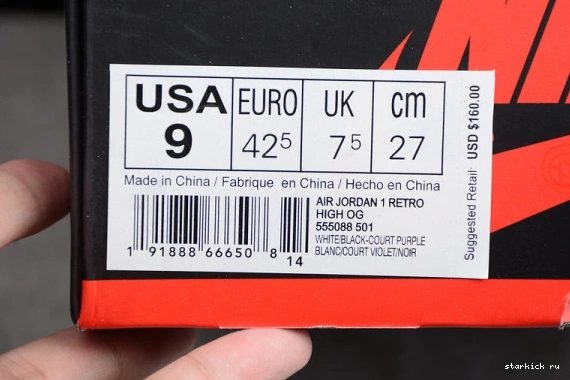 USA EURO UK cm
9 42⁵ 7⁵ 27
Made in China / Fabrique en China / Hecho en China
AIR JORDAN 1 RETRO
HIGH OG
555088 501
WHITE/BLACK-COURT PURPLE
BLANC/COURT VIOLET/NOIR
1 91888 66650 8
14
Suggested Retail: USD $160.00
starkick ru